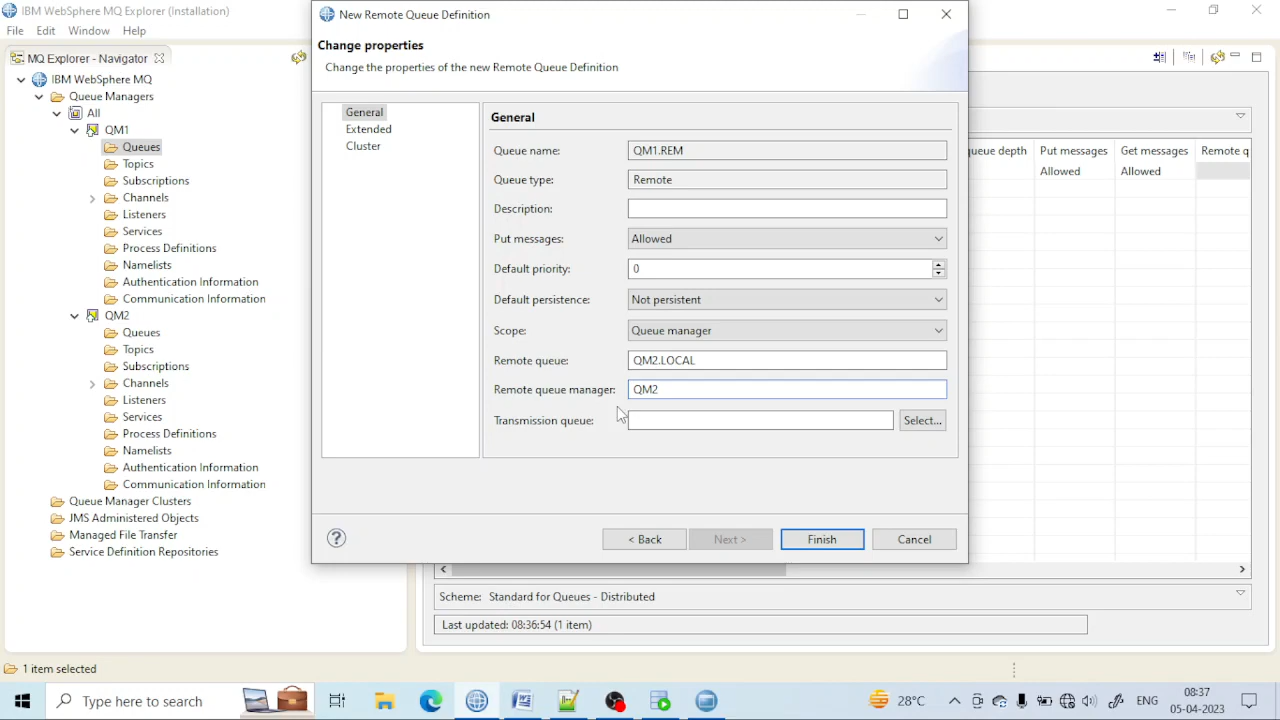 IBM WebSphere MQ Explorer (Installation)
File Edit Window Help
MQ Explorer - Navigator
IBM WebSphere MQ
Queue Managers
All
QM1
Queues
Topics
Subscriptions
Channels
Listeners
Services
Process Definitions
Namelists
Authentication Information
Communication Information
QM2
Queues
Topics
Subscriptions
Channels
Listeners
Services
Process Definitions
Namelists
Authentication Information
Communication Information
Queue Manager Clusters
JMS Administered Objects
Managed File Transfer
Service Definition Repositories
1 item selected
New Remote Queue Definition
Change properties
Change the properties of the new Remote Queue Definition
General
Extended
Cluster
General
Queue name: QM1.REM
Queue type: Remote
Description:
Put messages: Allowed
Default priority: 0
Default persistence: Not persistent
Scope: Queue manager
Remote queue: QM2.LOCAL
Remote queue manager: QM2
Transmission queue: Select...
? < Back Next > Finish Cancel
queue depth Put messages Get messages Remote q
Allowed Allowed
Scheme: Standard for Queues - Distributed
Last updated: 08:36:54 (1 item)
Type here to search
28°C ENG 08:37
05-04-2023